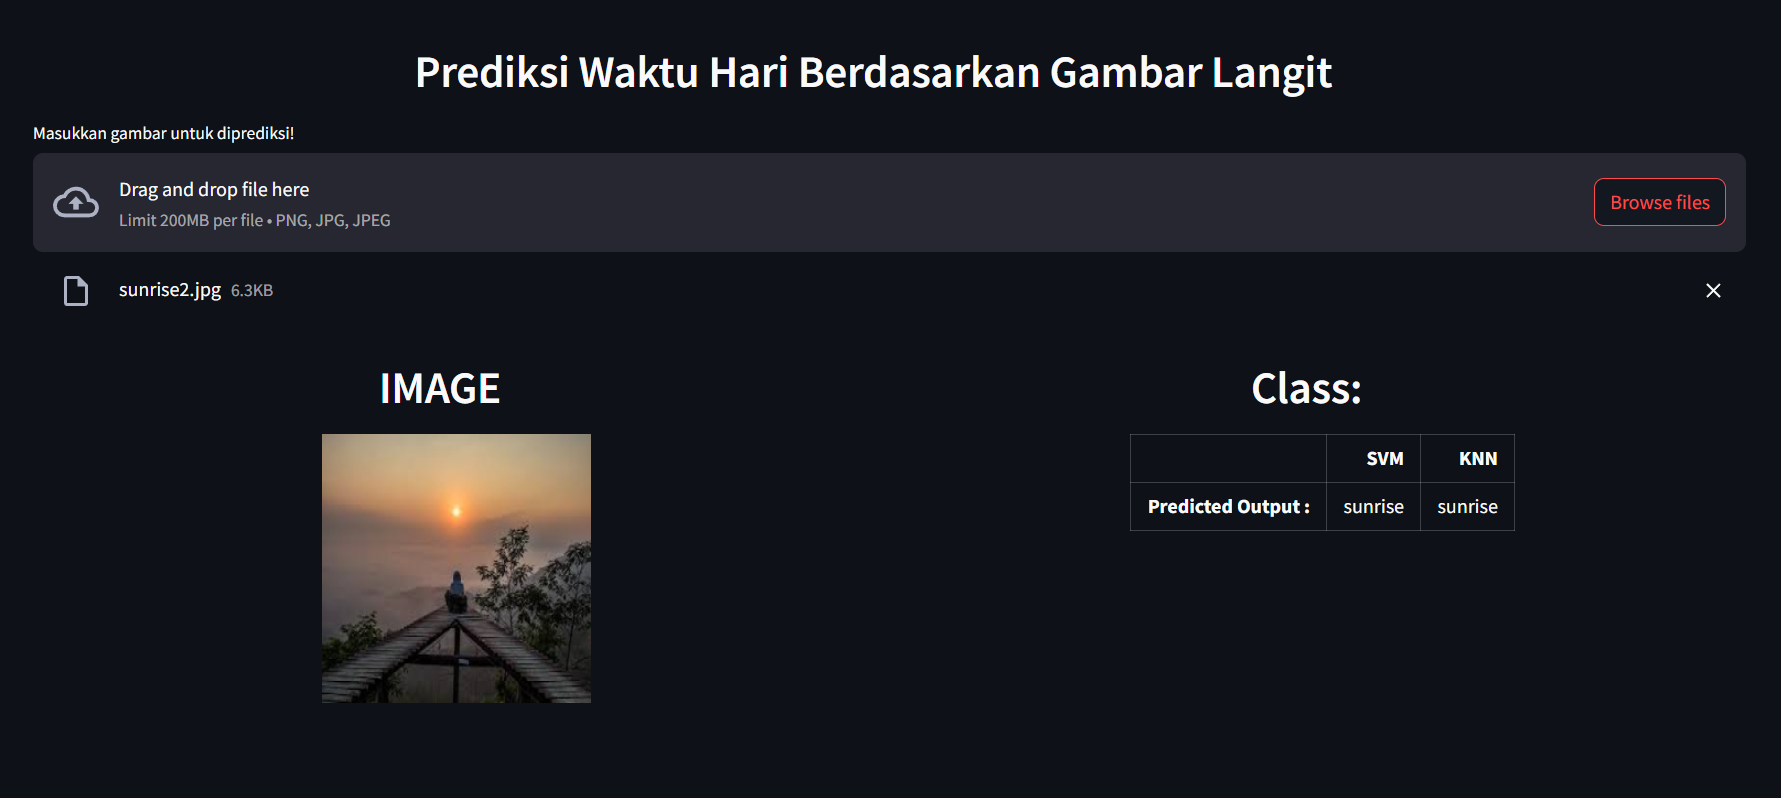 Prediksi Waktu Hari Berdasarkan Gambar Langit
Masukkan gambar untuk diprediksi!
Drag and drop file here
Limit 200MB per file • PNG, JPG, JPEG
Browse files
sunrise2.jpg 6.3KB
IMAGE
Class:
SVM KNN
Predicted Output : sunrise sunrise